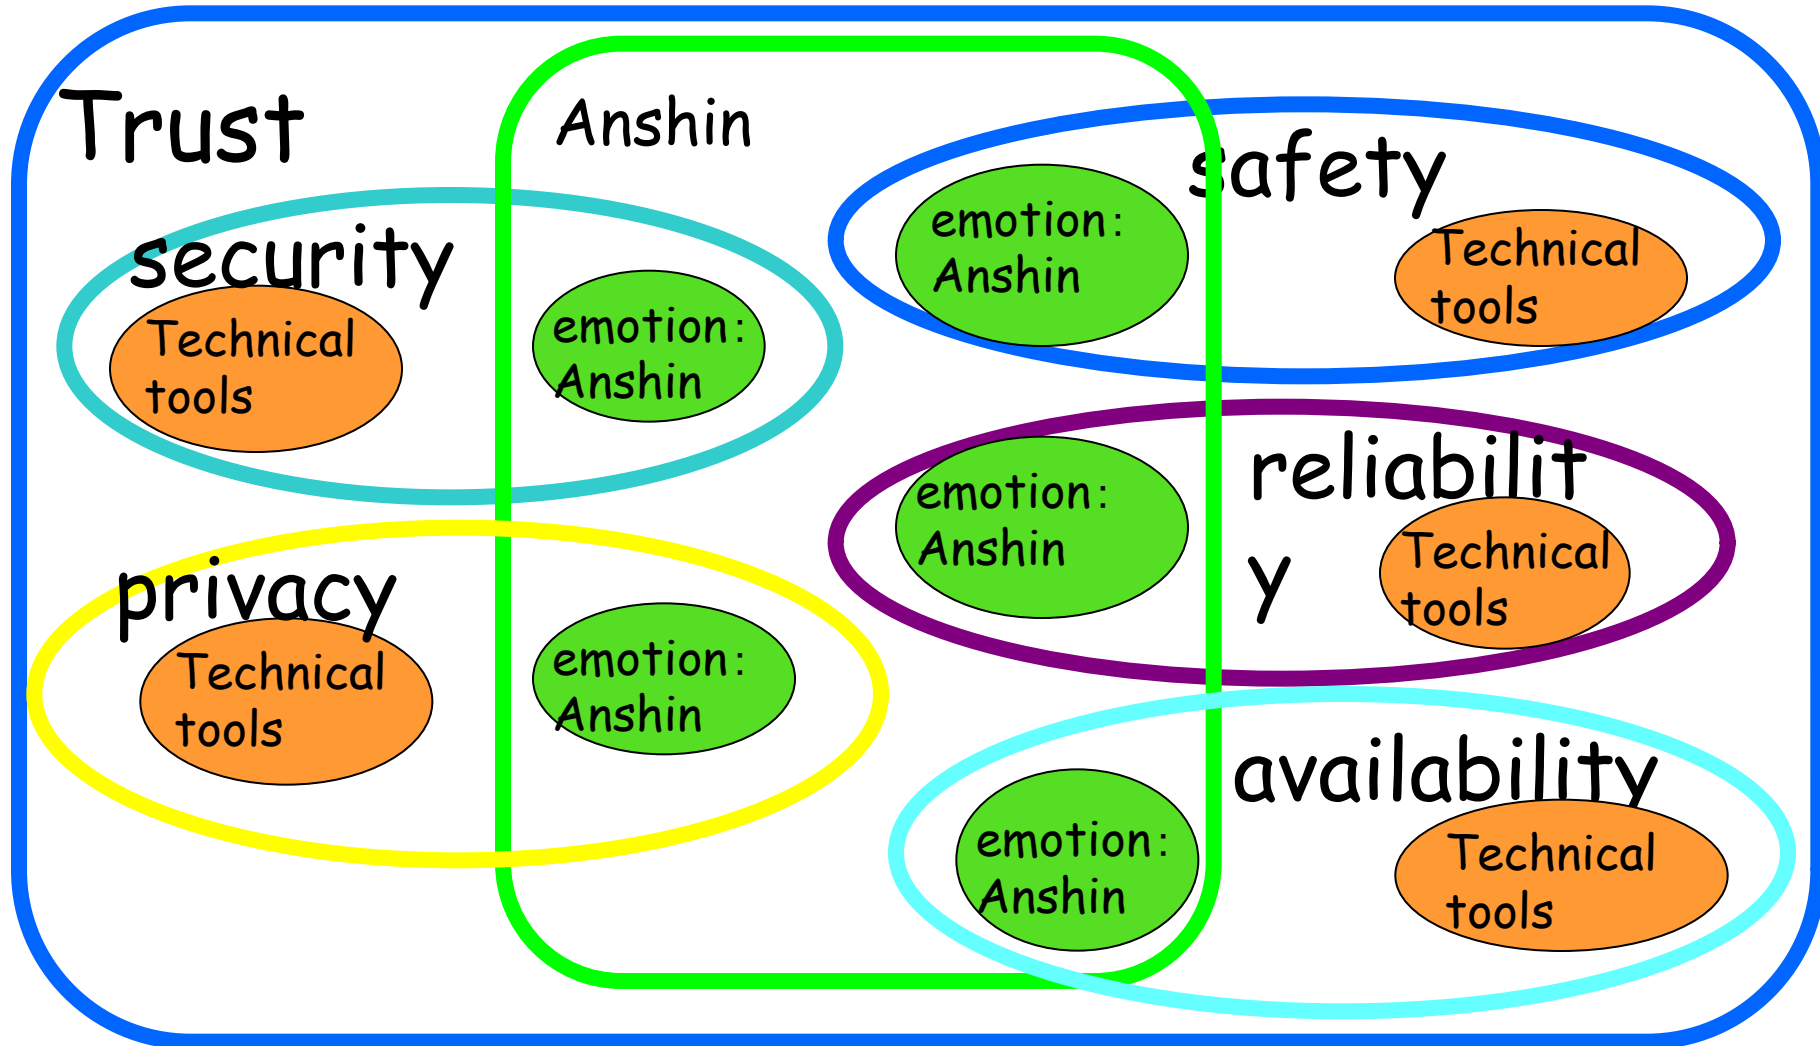 Trust
Anshin
security
Technical
tools
emotion:
Anshin
privacy
Technical
tools
emotion:
Anshin
safety
emotion:
Anshin
Technical
tools
reliabilit
y
emotion:
Anshin
Technical
tools
availability
emotion:
Anshin
Technical
tools